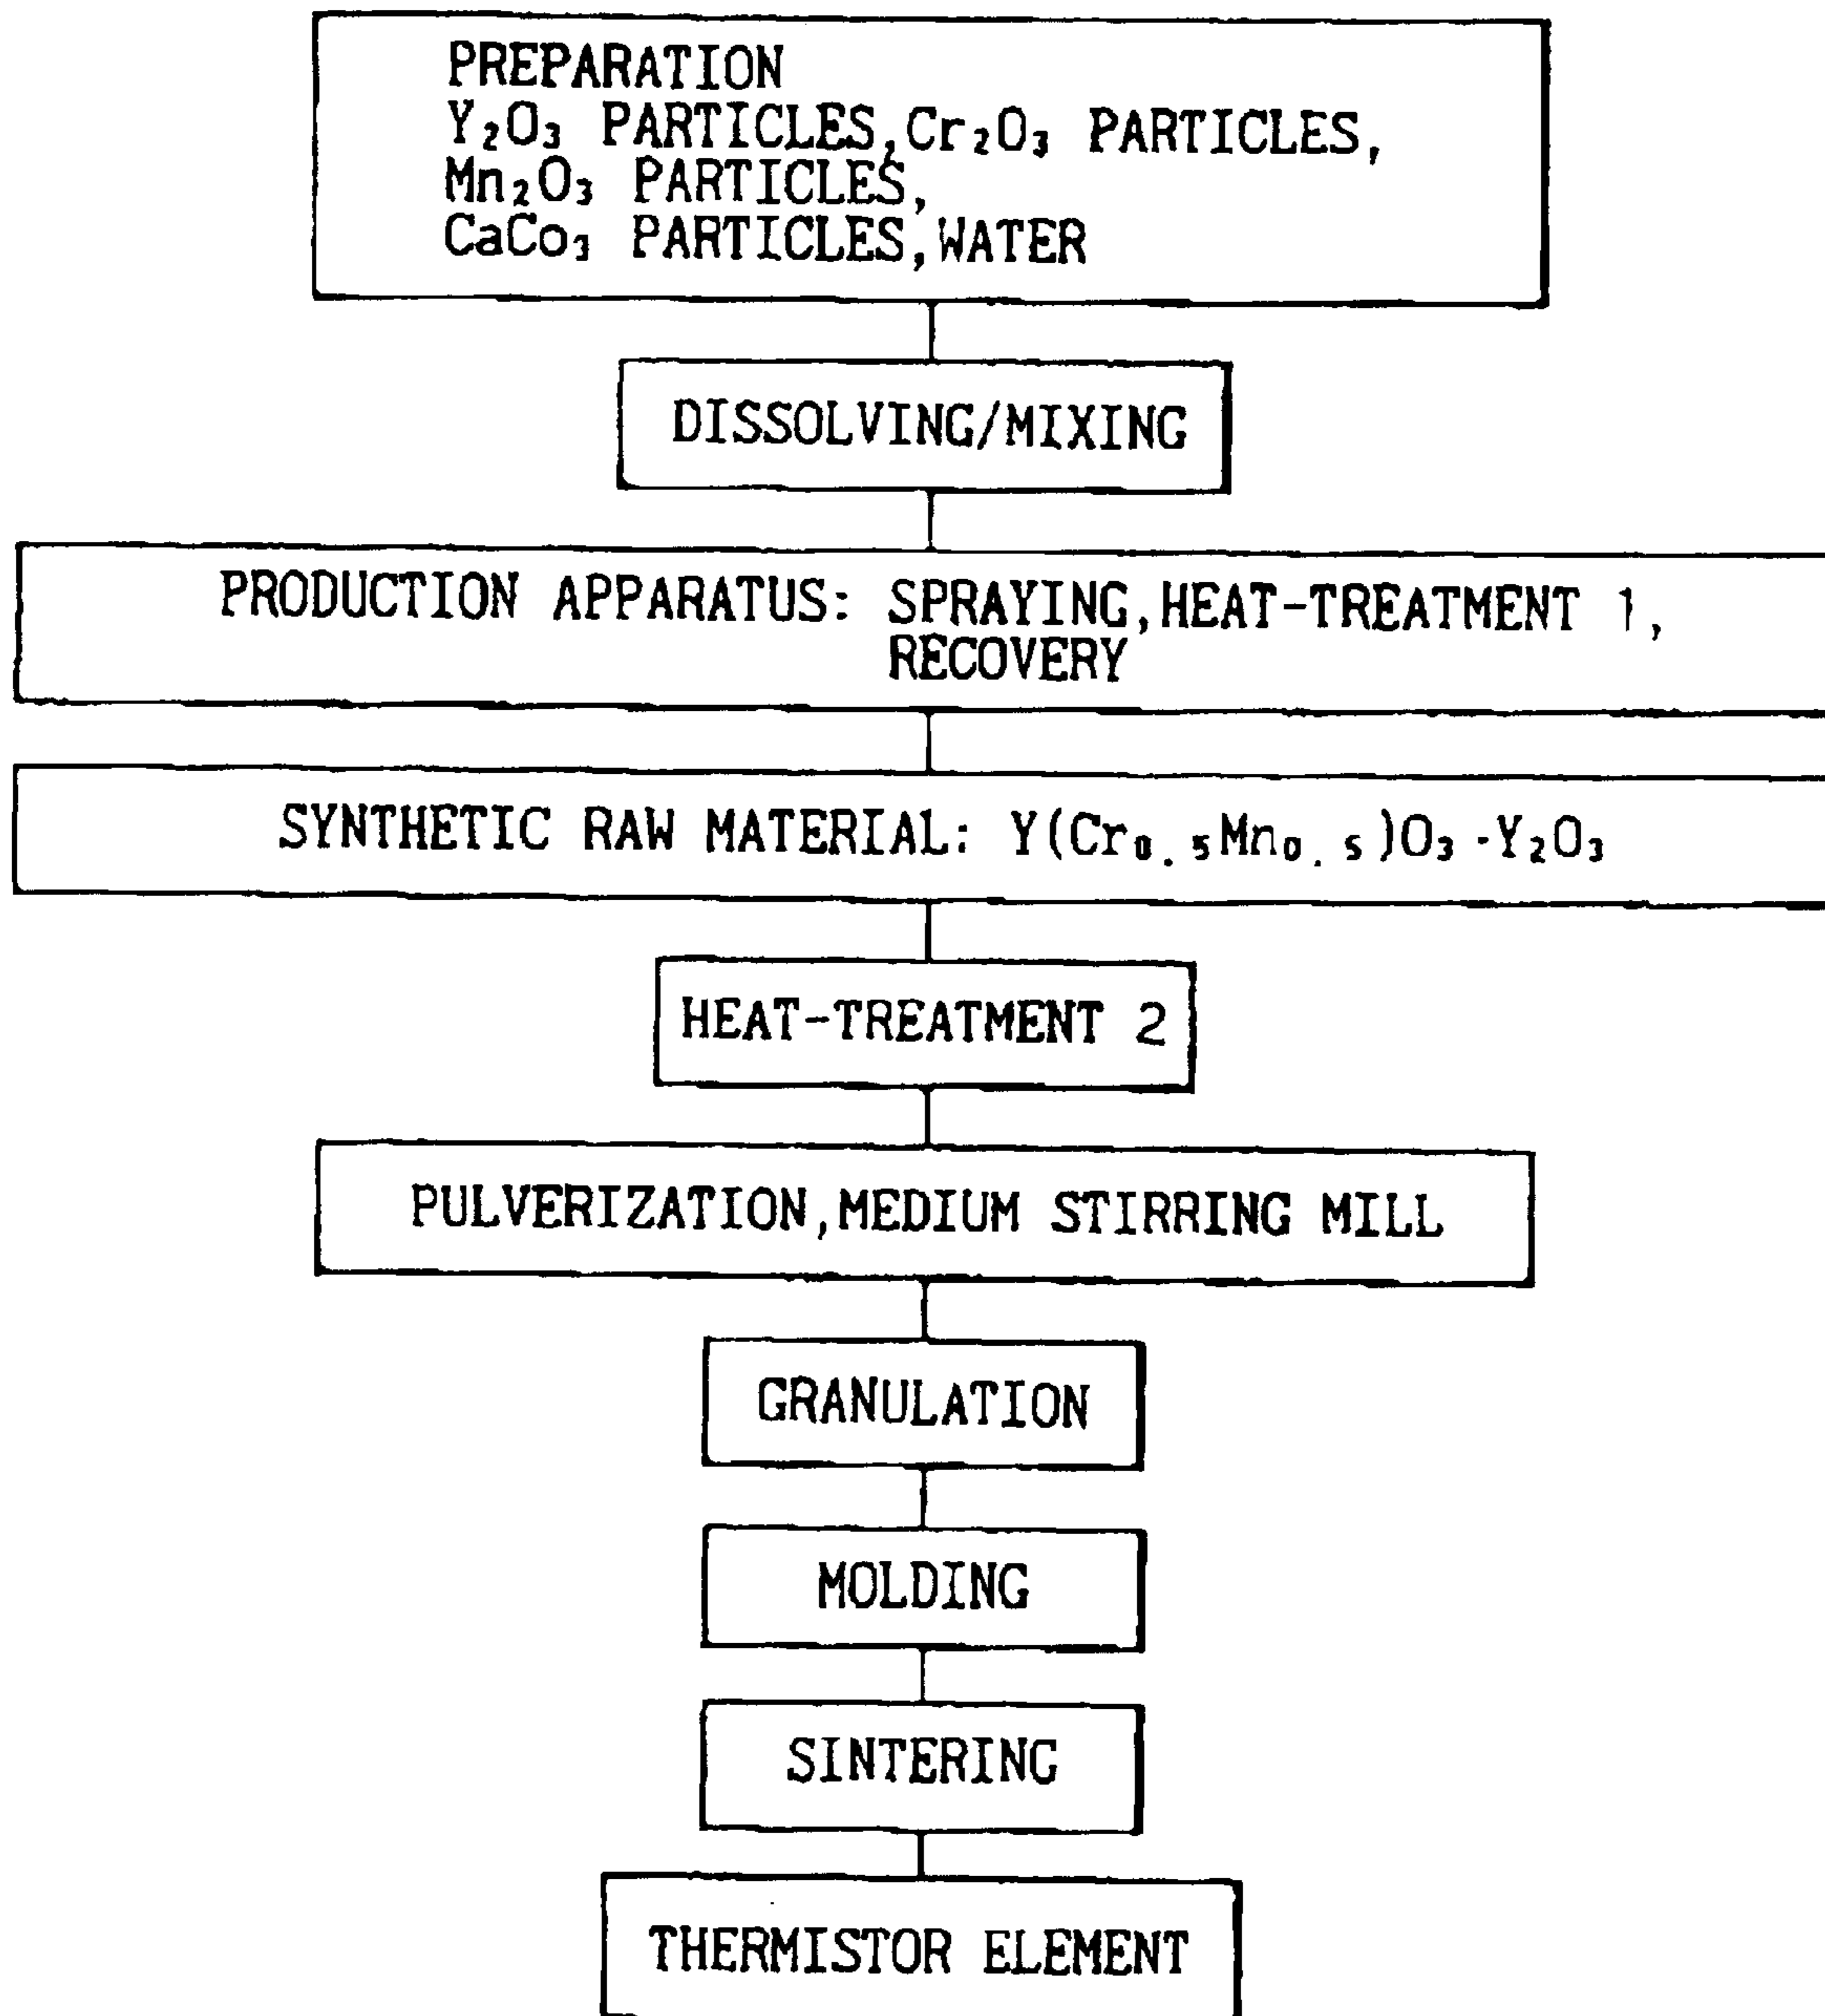 PREPARATION
Y₂O₃ PARTICLES,Cr₂O₃ PARTICLES,
Mn₂O₃ PARTICLES,
CaCo₃ PARTICLES,WATER
DISSOLVING/MIXING
PRODUCTION APPARATUS: SPRAYING,HEAT-TREATMENT 1,
RECOVERY
SYNTHETIC RAW MATERIAL: Y(Cr₀.₅Mn₀.₅)O₃·Y₂O₃
HEAT-TREATMENT 2
PULVERIZATION,MEDIUM STIRRING MILL
GRANULATION
MOLDING
SINTERING
THERMISTOR ELEMENT